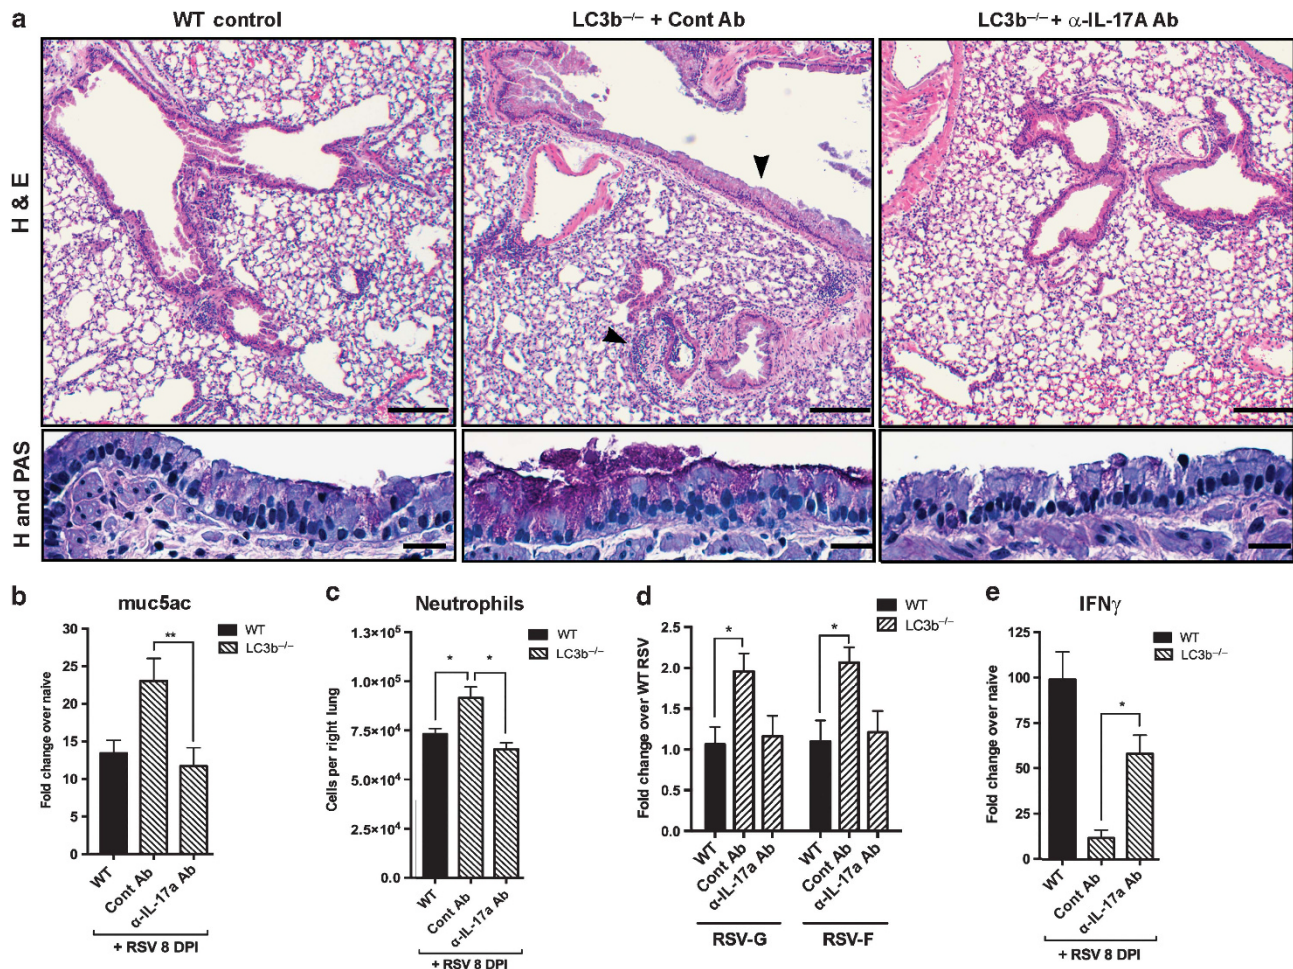 a
WT control
LC3b⁻/⁻ + Cont Ab
LC3b⁻/⁻ + α-IL-17A Ab
H & E
H and PAS
b
muc5ac
Fold change over naive
30
25
20
15
10
5
0
**
WT
LC3b⁻/⁻
WT
Cont Ab
α-IL-17a Ab
+ RSV 8 DPI
c
Neutrophils
Cells per right lung
1.3×10⁵
1.0×10⁵
7.5×10⁴
5.0×10⁴
2.5×10⁴
0.0
*
*
WT
LC3b⁻/⁻
WT
Cont Ab
α-IL-17a Ab
+ RSV 8 DPI
d
Fold change over WT RSV
2.5
2.0
1.5
1.0
0.5
0.0
*
*
WT
LC3b⁻/⁻
WT
Cont Ab
α-IL-17a Ab
WT
Cont Ab
α-IL-17a Ab
RSV-G
RSV-F
e
IFNγ
Fold change over naive
125
100
75
50
25
0
*
WT
LC3b⁻/⁻
WT
Cont Ab
α-IL-17a Ab
+ RSV 8 DPI